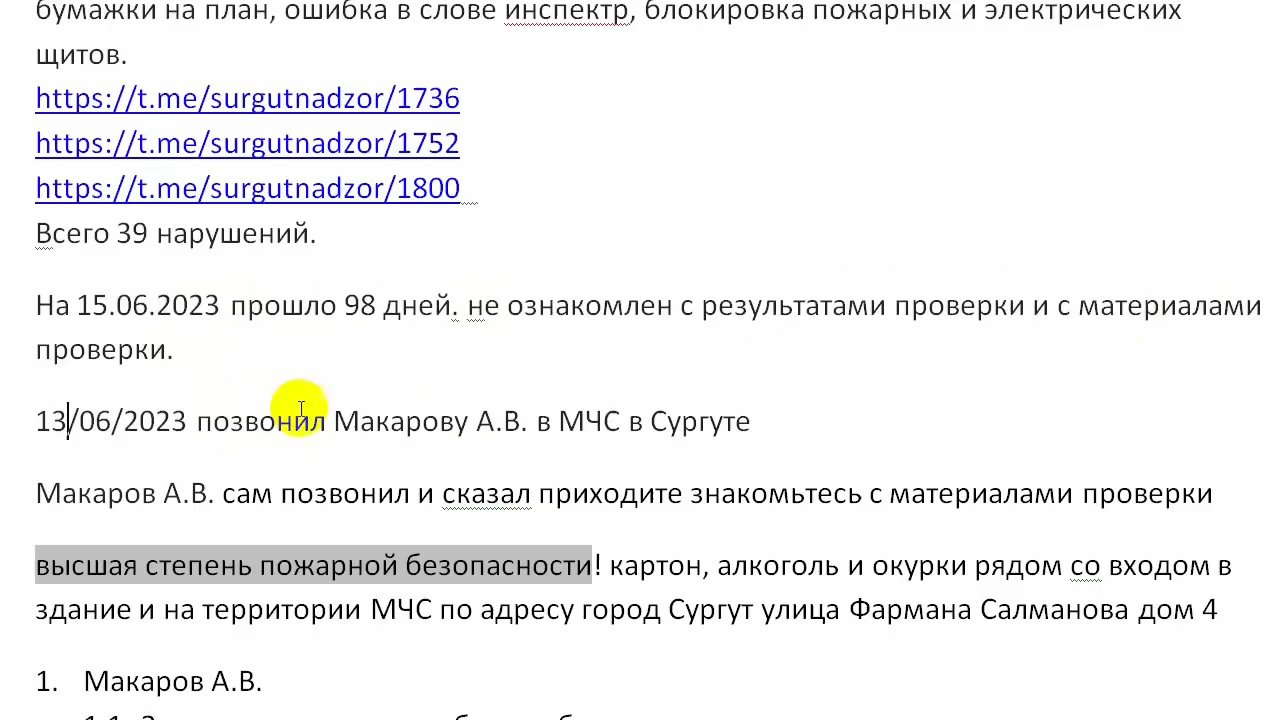 бумажки на план, ошибка в слове инспектр, блокировка пожарных и электрических
щитов.
https://t.me/surgutnadzor/1736
https://t.me/surgutnadzor/1752
https://t.me/surgutnadzor/1800
Всего 39 нарушений.
На 15.06.2023 прошло 98 дней. не ознакомлен с результатами проверки и с материалами
проверки.
13/06/2023 позвонил Макарову А.В. в МЧС в Сургуте
Макаров А.В. сам позвонил и сказал приходите знакомьтесь с материалами проверки
высшая степень пожарной безопасности! картон, алкоголь и окурки рядом со входом в
здание и на территории МЧС по адресу город Сургут улица Фармана Салманова дом 4
1. Макаров А.В.